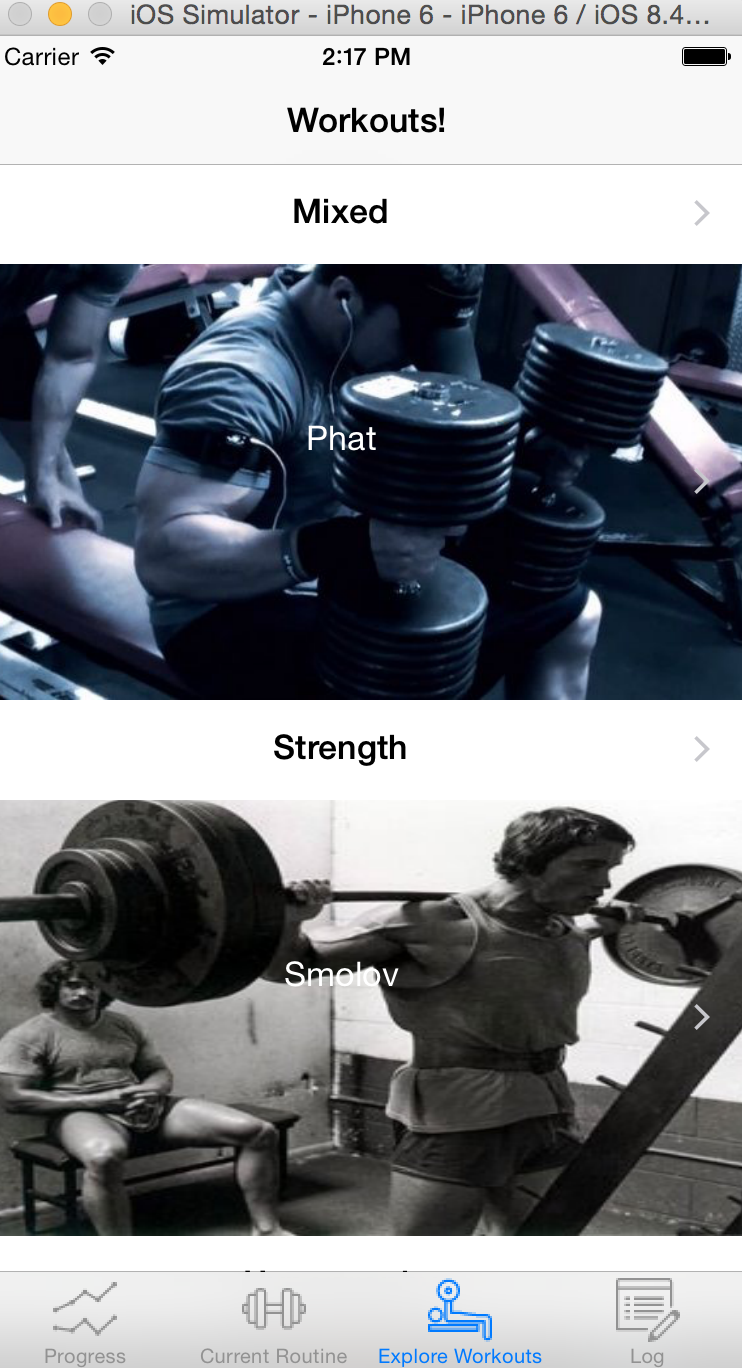 iOS Simulator - iPhone 6 - iPhone 6 / iOS 8.4...
Carrier 2:17 PM
Workouts!
Mixed
Phat
Strength
Smolov
Progress Current Routine Explore Workouts Log